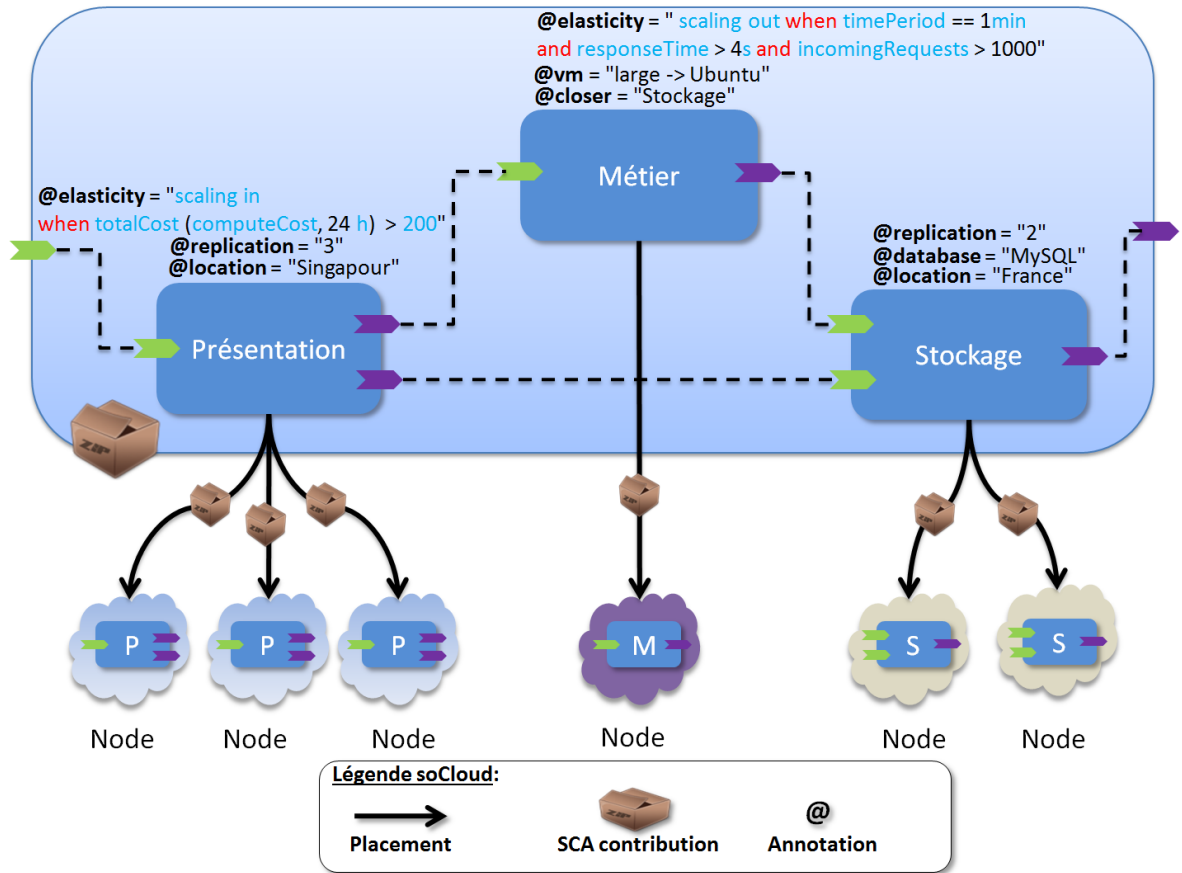 @elasticity = " scaling out when timePeriod == 1min
and responseTime > 4s and incomingRequests > 1000"
@vm = "large -> Ubuntu"
@closer = "Stockage"
Métier
@elasticity = "scaling in
when totalCost (computeCost, 24 h) > 200"
@replication = "3"
@location = "Singapour"
@replication = "2"
@database = "MySQL"
@location = "France"
Présentation
Stockage
ZIP
P
P
P
M
S
S
Node
Node
Node
Node
Node
Node
Légende soCloud:
ZIP
@
Placement
SCA contribution
Annotation